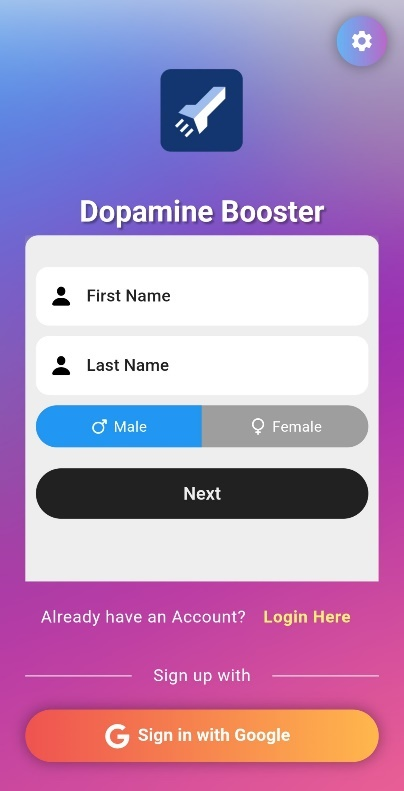 Dopamine Booster
First Name
Last Name
Male Female
Next
Already have an Account? Login Here
Sign up with
Sign in with Google